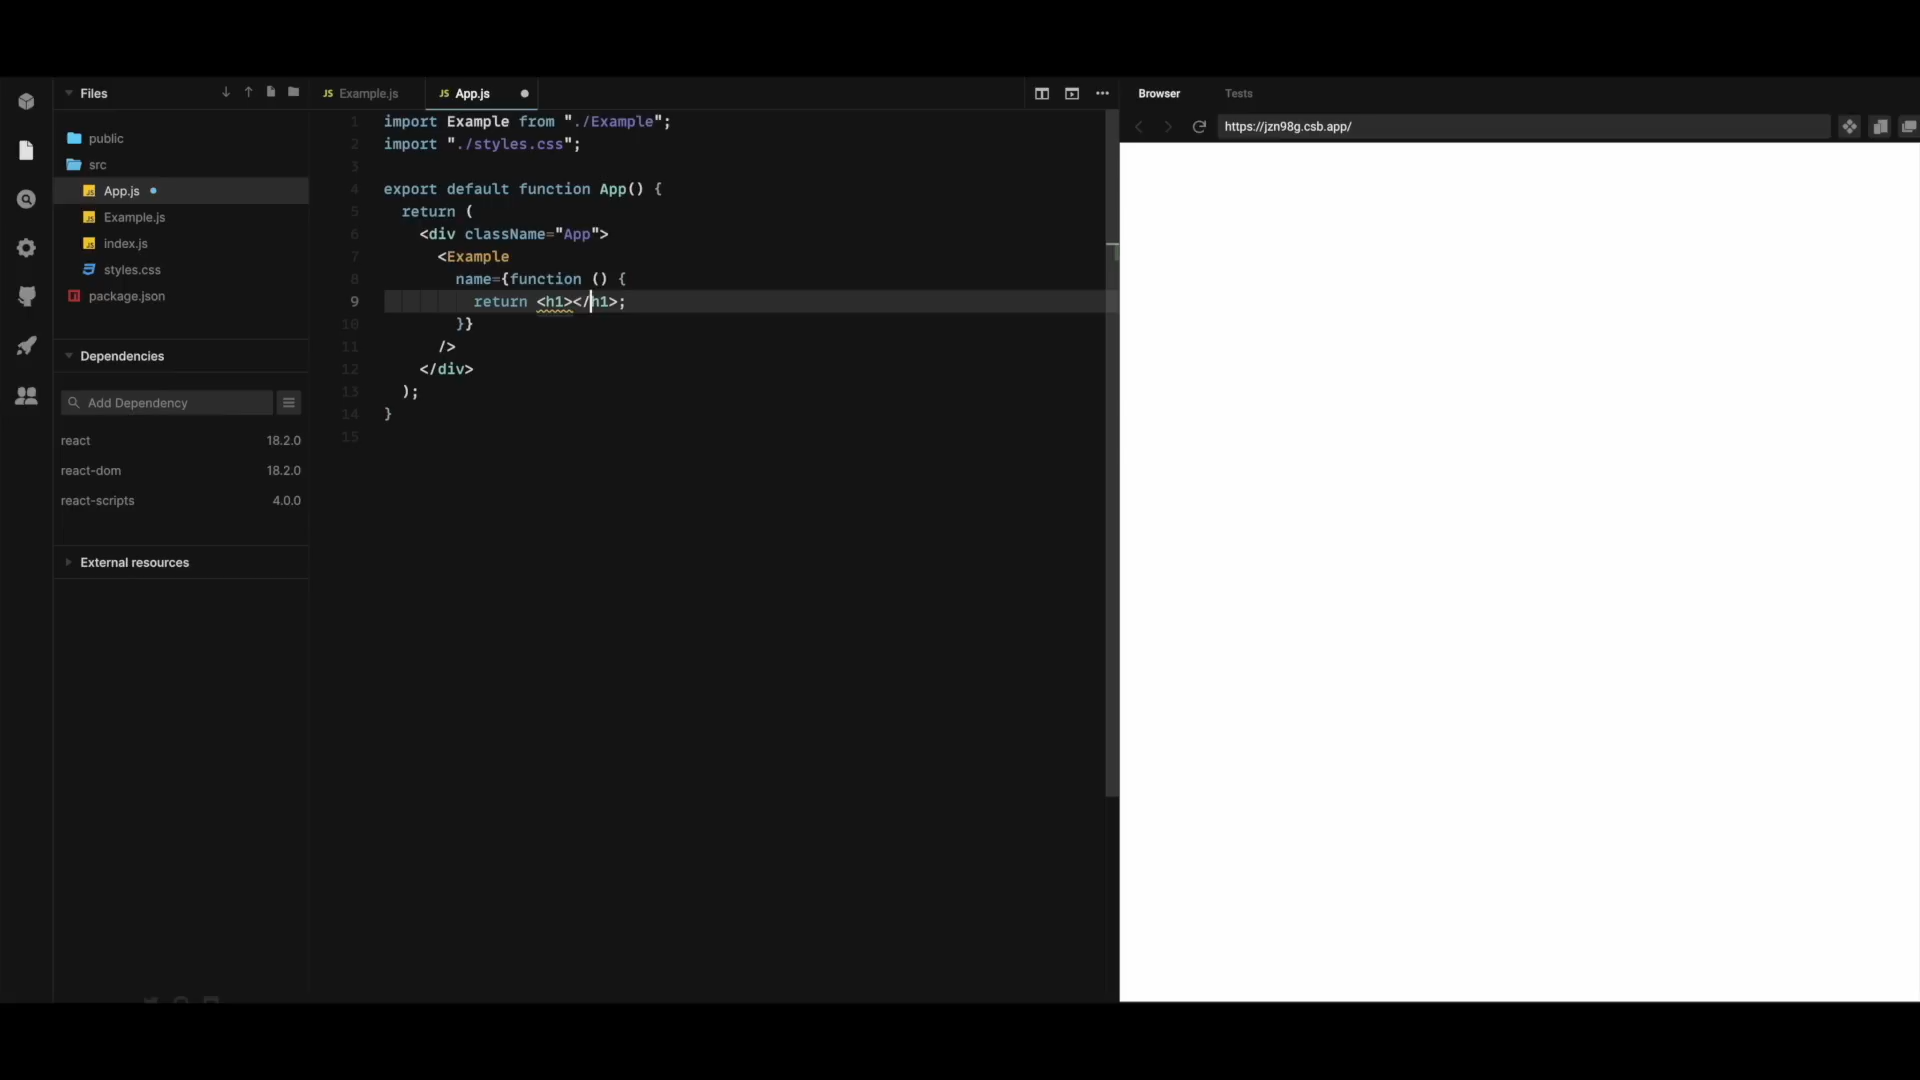 Files
public
src
App.js
Example.js
index.js
styles.css
package.json
Dependencies
Add Dependency
react 18.2.0
react-dom 18.2.0
react-scripts 4.0.0
External resources
JS Example.js
JS App.js
1 import Example from "./Example";
2 import "./styles.css";
3
4 export default function App() {
5 return (
6 <div className="App">
7 <Example
8 name={function () {
9 return <h1></h1>;
10 }}
11 />
12 </div>
13 );
14 }
15
Browser Tests
https://jzn98g.csb.app/